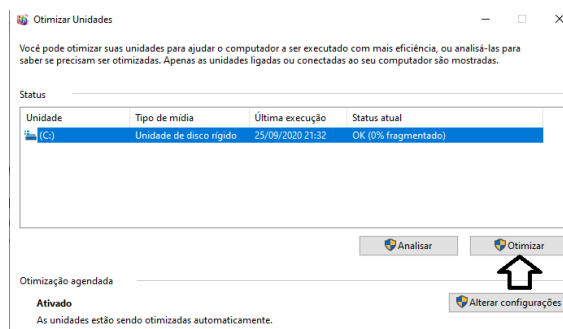 Otimizar Unidades
Você pode otimizar suas unidades para ajudar o computador a ser executado com mais eficiência, ou analisá-las para
saber se precisam ser otimizadas. Apenas as unidades ligadas ou conectadas ao seu computador são mostradas.
Status
Unidade Tipo de mídia Última execução Status atual
(C:) Unidade de disco rígido 25/09/2020 21:32 OK (0% fragmentado)
Analisar Otimizar
Otimização agendada
Ativado Alterar configurações
As unidades estão sendo otimizadas automaticamente.